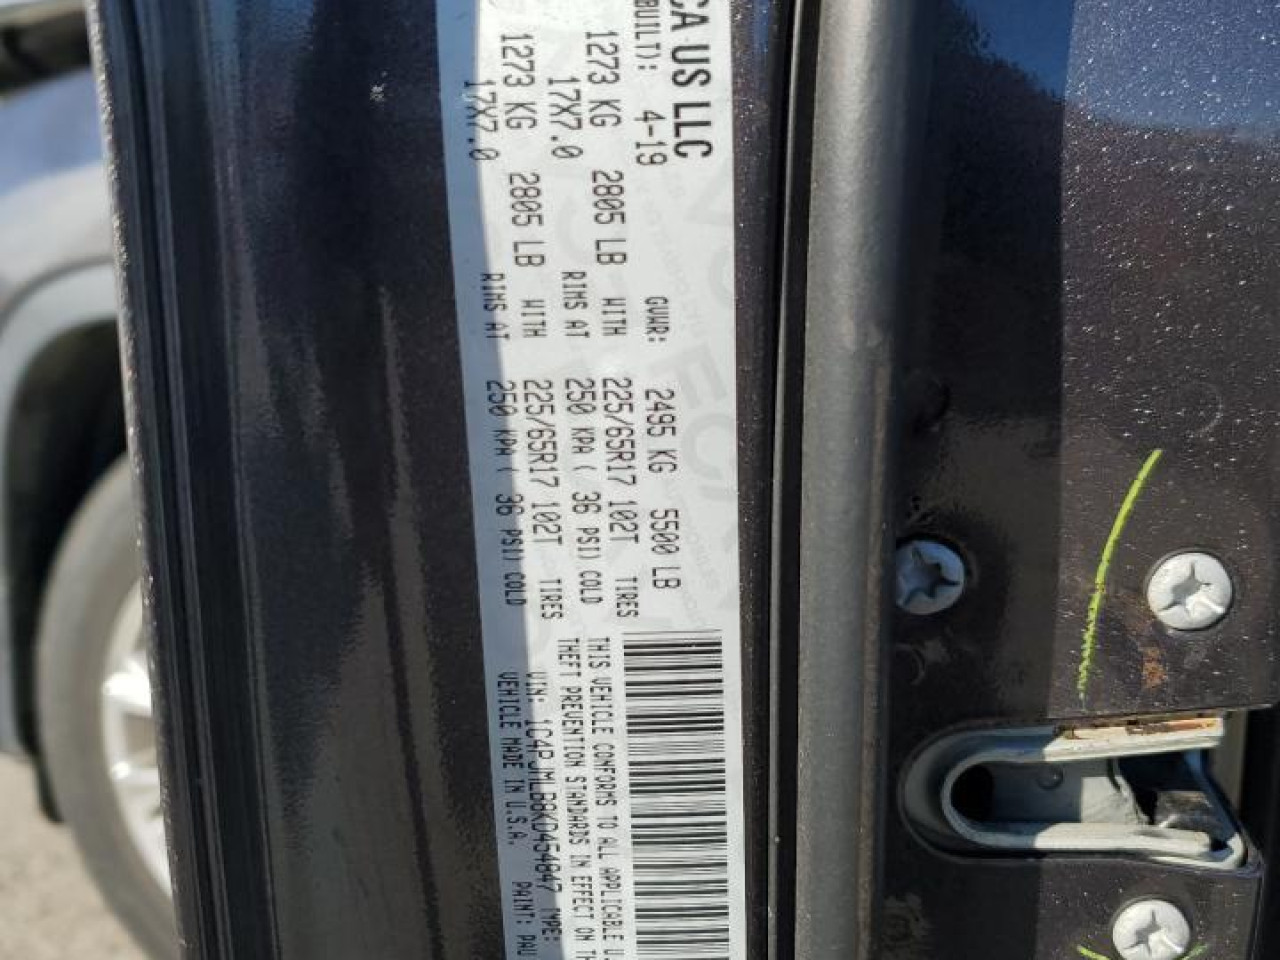 CA US LLC
BUILT): 4-19 GVWR: 2495 KG 5500 LB
1273 KG 2805 LB WITH 225/65R17 102T TIRES
17X7.0 RIMS AT 250 KPA ( 36 PSI) COLD
1273 KG 2805 LB WITH 225/65R17 102T TIRES
17X7.0 RIMS AT 250 KPA ( 36 PSI) COLD
THIS VEHICLE CONFORMS TO ALL APPLICABLE U.
THEFT PREVENTION STANDARDS IN EFFECT ON TH
VIN: 1C4PJMLB8KD454847 TYPE:
VEHICLE MADE IN U.S.A. PAINT: PAU